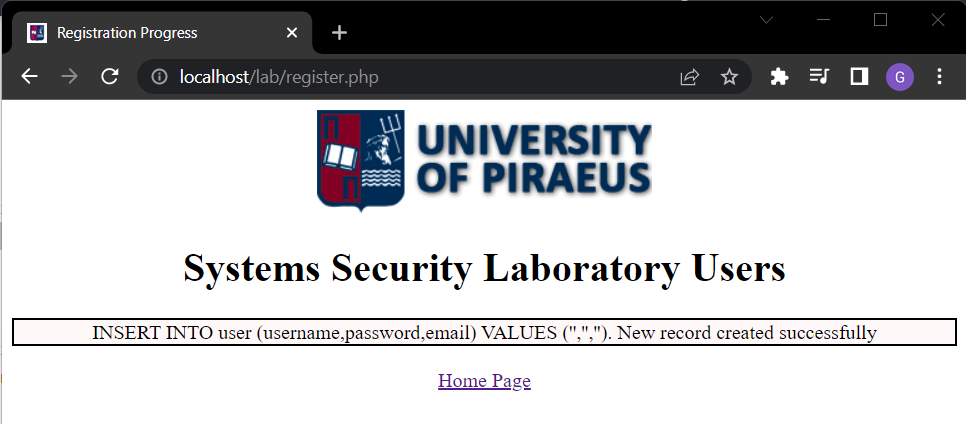 Registration Progress
localhost/lab/register.php
G
UNIVERSITY
OF PIRAEUS
Systems Security Laboratory Users
INSERT INTO user (username,password,email) VALUES ('','',''). New record created successfully
Home Page